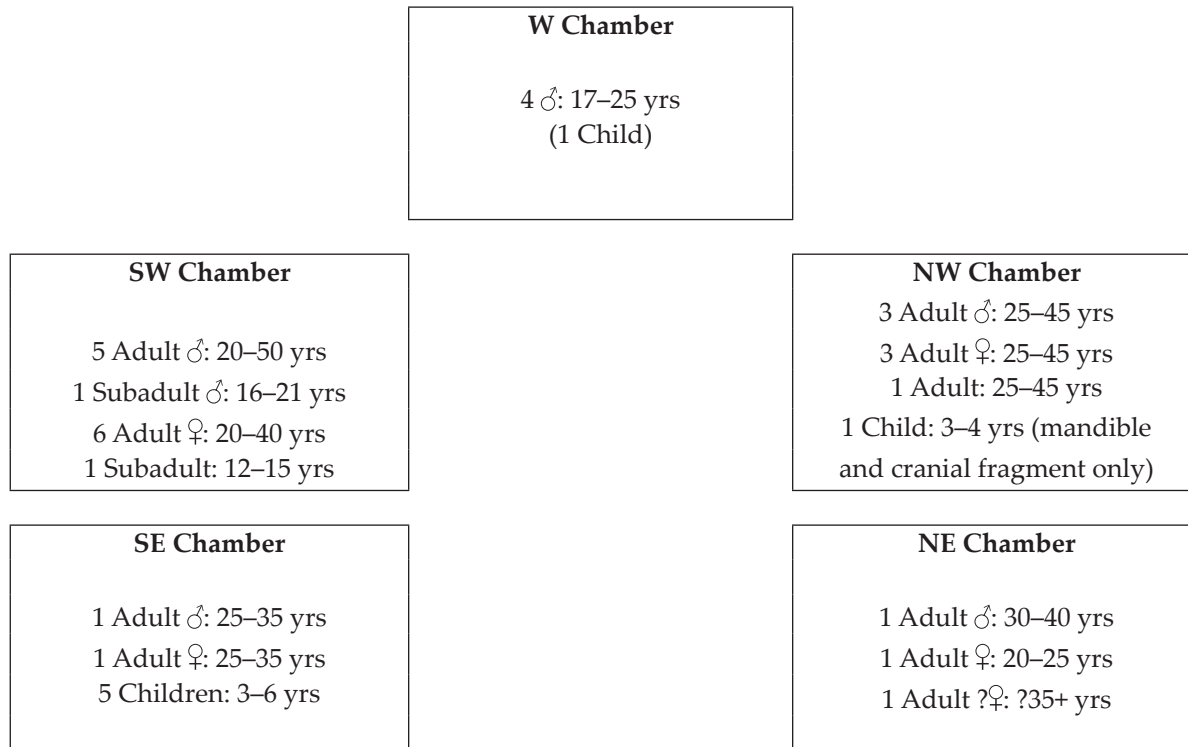 W Chamber
4 ♂: 17–25 yrs
(1 Child)
SW Chamber
5 Adult ♂: 20–50 yrs
1 Subadult ♂: 16–21 yrs
6 Adult ♀: 20–40 yrs
1 Subadult: 12–15 yrs
NW Chamber
3 Adult ♂: 25–45 yrs
3 Adult ♀: 25–45 yrs
1 Adult: 25–45 yrs
1 Child: 3–4 yrs (mandible
and cranial fragment only)
SE Chamber
1 Adult ♂: 25–35 yrs
1 Adult ♀: 25–35 yrs
5 Children: 3–6 yrs
NE Chamber
1 Adult ♂: 30–40 yrs
1 Adult ♀: 20–25 yrs
1 Adult ?♀: ?35+ yrs